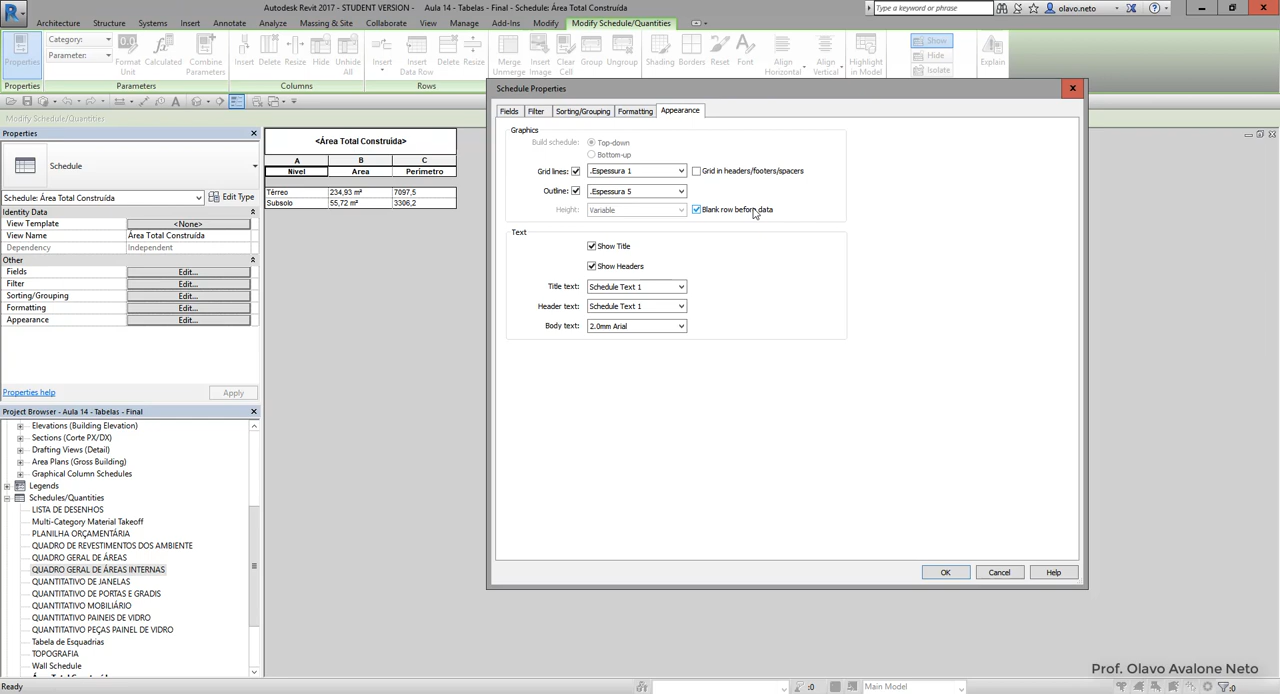 Autodesk Revit 2017 - STUDENT VERSION - Aula 14 - Tabelas - Final - Schedule: Área Total Construída
Type a keyword or phrase
olavo.neto
Architecture Structure Systems Insert Annotate Analyze Massing & Site Collaborate View Manage Add-Ins Modify Modify Schedule/Quantities
Properties
Category:
Parameter:
Format Unit
Calculated
Combine Parameters
Insert
Delete
Resize
Hide
Unhide All
Insert
Insert Data Row
Delete
Resize
Merge Unmerge
Insert Image
Clear Cell
Group
Ungroup
Shading
Borders
Reset
Font
Align Horizontal
Align Vertical
Highlight in Model
Show
Hide
Isolate
Explain
Properties
Parameters
Columns
Rows
Modify Schedule/Quantities
Properties
Schedule
Schedule: Área Total Construída
Edit Type
Identity Data
View Template <None>
View Name Área Total Construída
Dependency Independent
Other
Fields Edit...
Filter Edit...
Sorting/Grouping Edit...
Formatting Edit...
Appearance Edit...
Properties help
Apply
<Área Total Construída>
A B C
Nível Area Perimetro
Térreo 234,93 m² 7097,5
Subsolo 55,72 m² 3306,2
Project Browser - Aula 14 - Tabelas - Final
Elevations (Building Elevation)
Sections (Corte PX/DX)
Drafting Views (Detail)
Area Plans (Gross Building)
Graphical Column Schedules
Legends
Schedules/Quantities
LISTA DE DESENHOS
Multi-Category Material Takeoff
PLANILHA ORÇAMENTÁRIA
QUADRO DE REVESTIMENTOS DOS AMBIENTE
QUADRO GERAL DE ÁREAS
QUADRO GERAL DE ÁREAS INTERNAS
QUANTITATIVO DE JANELAS
QUANTITATIVO DE PORTAS E GRADIS
QUANTITATIVO MOBILIÁRIO
QUANTITATIVO PAINEIS DE VIDRO
QUANTITATIVO PEÇAS PAINEL DE VIDRO
Tabela de Esquadrias
TOPOGRAFIA
Wall Schedule
Schedule Properties
Fields Filter Sorting/Grouping Formatting Appearance
Graphics
Build schedule: Top-down
Bottom-up
Grid lines: .Espessura 1 Grid in headers/footers/spacers
Outline: .Espessura 5
Height: Variable Blank row before data
Text
Show Title
Show Headers
Title text: Schedule Text 1
Header text: Schedule Text 1
Body text: 2.0mm Arial
OK Cancel Help
Prof. Olavo Avalone Neto
Ready
:0
Main Model
:0